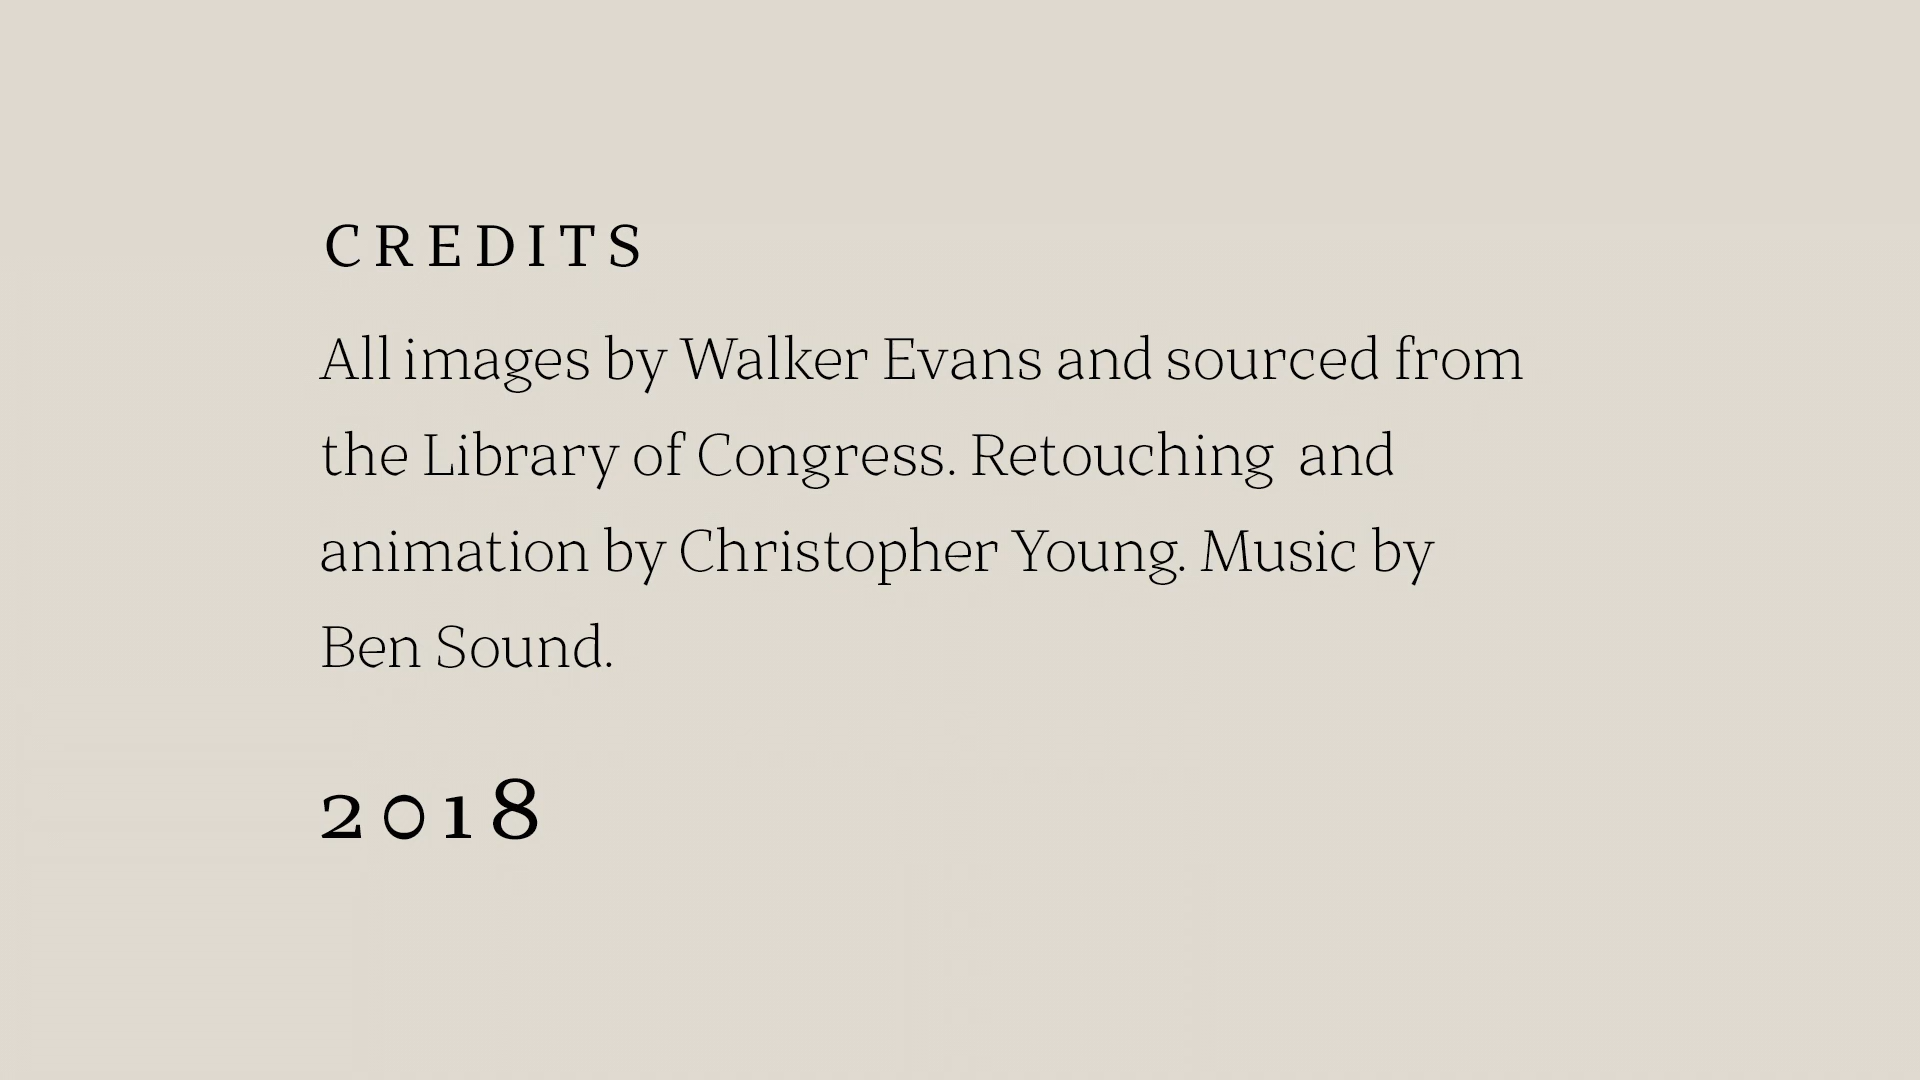 CREDITS
All images by Walker Evans and sourced from
the Library of Congress. Retouching  and
animation by Christopher Young. Music by
Ben Sound.
2018